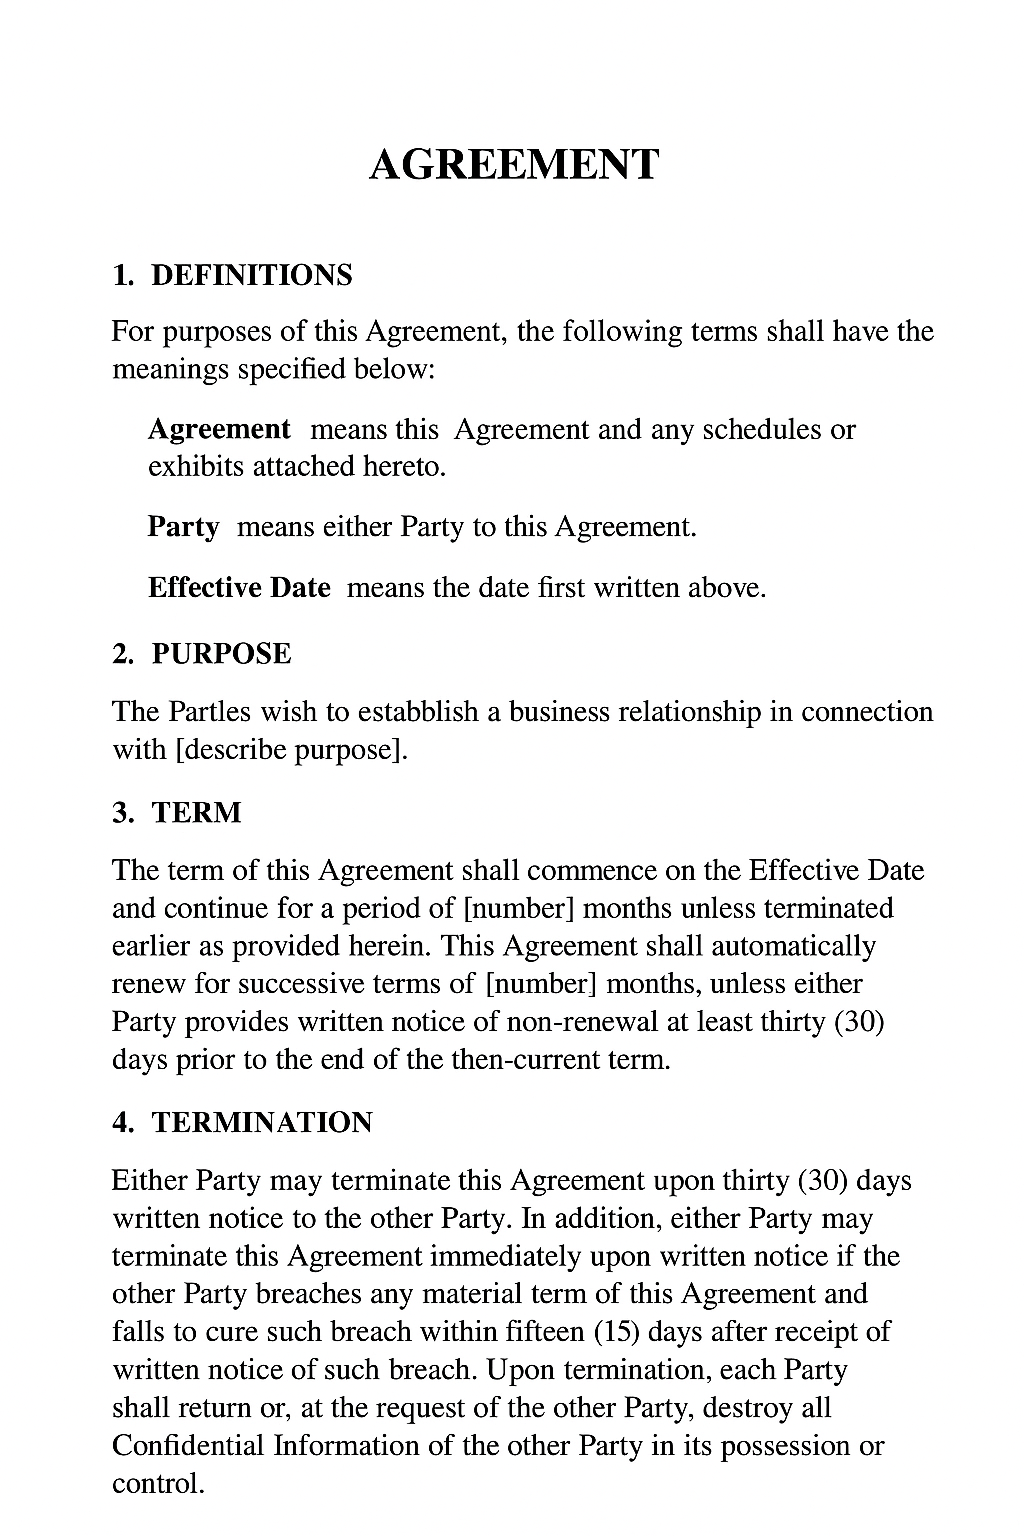 AGREEMENT
1. DEFINITIONS
For purposes of this Agreement, the following terms shall have the
meanings specified below:
Agreement means this Agreement and any schedules or
exhibits attached hereto.
Party means either Party to this Agreement.
Effective Date means the date first written above.
2. PURPOSE
The Partles wish to estabblish a business relationship in connection
with [describe purpose].
3. TERM
The term of this Agreement shall commence on the Effective Date
and continue for a period of [number] months unless terminated
earlier as provided herein. This Agreement shall automatically
renew for successive terms of [number] months, unless either
Party provides written notice of non-renewal at least thirty (30)
days prior to the end of the then-current term.
4. TERMINATION
Either Party may terminate this Agreement upon thirty (30) days
written notice to the other Party. In addition, either Party may
terminate this Agreement immediately upon written notice if the
other Party breaches any material term of this Agreement and
falls to cure such breach within fifteen (15) days after receipt of
written notice of such breach. Upon termination, each Party
shall return or, at the request of the other Party, destroy all
Confidential Information of the other Party in its possession or
control.